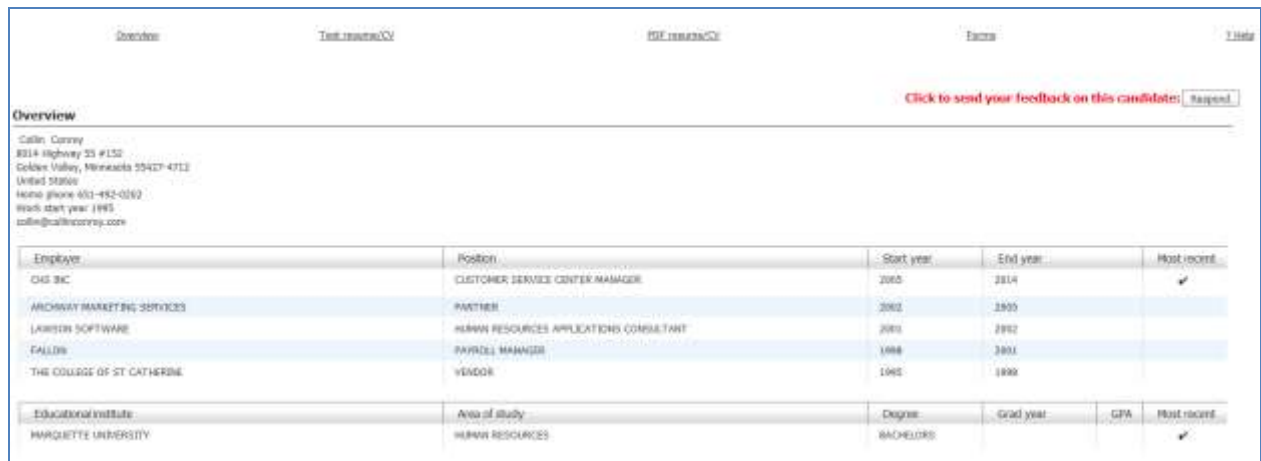 Overview Text resume/CV PDF resume/CV Forms ? Help
Click to send your feedback on this candidate: Respond
Overview
Collin Conroy
8014 Highway 55 #152
Golden Valley, Minnesota 55427-4712
United States
Home phone 651-492-0202
Work start year 1995
collin@collinconroy.com
Employer Position Start year End year Most recent
CHS INC CUSTOMER SERVICE CENTER MANAGER 2005 2014 ✔
ARCHWAY MARKETING SERVICES PARTNER 2002 2005
LAWSON SOFTWARE HUMAN RESOURCES APPLICATIONS CONSULTANT 2001 2002
FALLON PAYROLL MANAGER 1998 2001
THE COLLEGE OF ST CATHERINE VENDOR 1995 1998
Educational institute Area of study Degree Grad year GPA Most recent
MARQUETTE UNIVERSITY HUMAN RESOURCES BACHELORS ✔